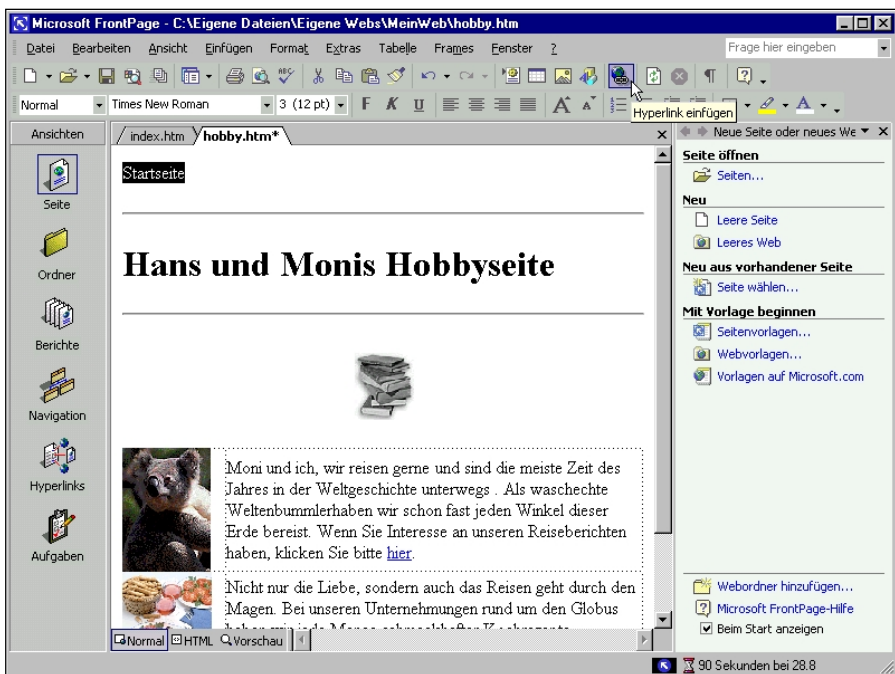 Microsoft FrontPage - C:\Eigene Dateien\Eigene Webs\MeinWeb\hobby.htm
Datei Bearbeiten Ansicht Einfügen Format Extras Tabelle Frames Fenster ? Frage hier eingeben
Normal Times New Roman 3 (12 pt) F K U A A A
Hyperlink einfügen
Ansichten
Seite
Ordner
Berichte
Navigation
Hyperlinks
Aufgaben
index.htm hobby.htm*
Startseite
Hans und Monis Hobbyseite
Moni und ich, wir reisen gerne und sind die meiste Zeit des
Jahres in der Weltgeschichte unterwegs . Als waschechte
Weltenbummlerhaben wir schon fast jeden Winkel dieser
Erde bereist. Wenn Sie Interesse an unseren Reiseberichten
haben, klicken Sie bitte hier.
Nicht nur die Liebe, sondern auch das Reisen geht durch den
Magen. Bei unseren Unternehmungen rund um den Globus
Normal HTML Vorschau
Neue Seite oder neues We
Seite öffnen
Seiten...
Neu
Leere Seite
Leeres Web
Neu aus vorhandener Seite
Seite wählen...
Mit Vorlage beginnen
Seitenvorlagen...
Webvorlagen...
Vorlagen auf Microsoft.com
Webordner hinzufügen...
Microsoft FrontPage-Hilfe
Beim Start anzeigen
90 Sekunden bei 28.8